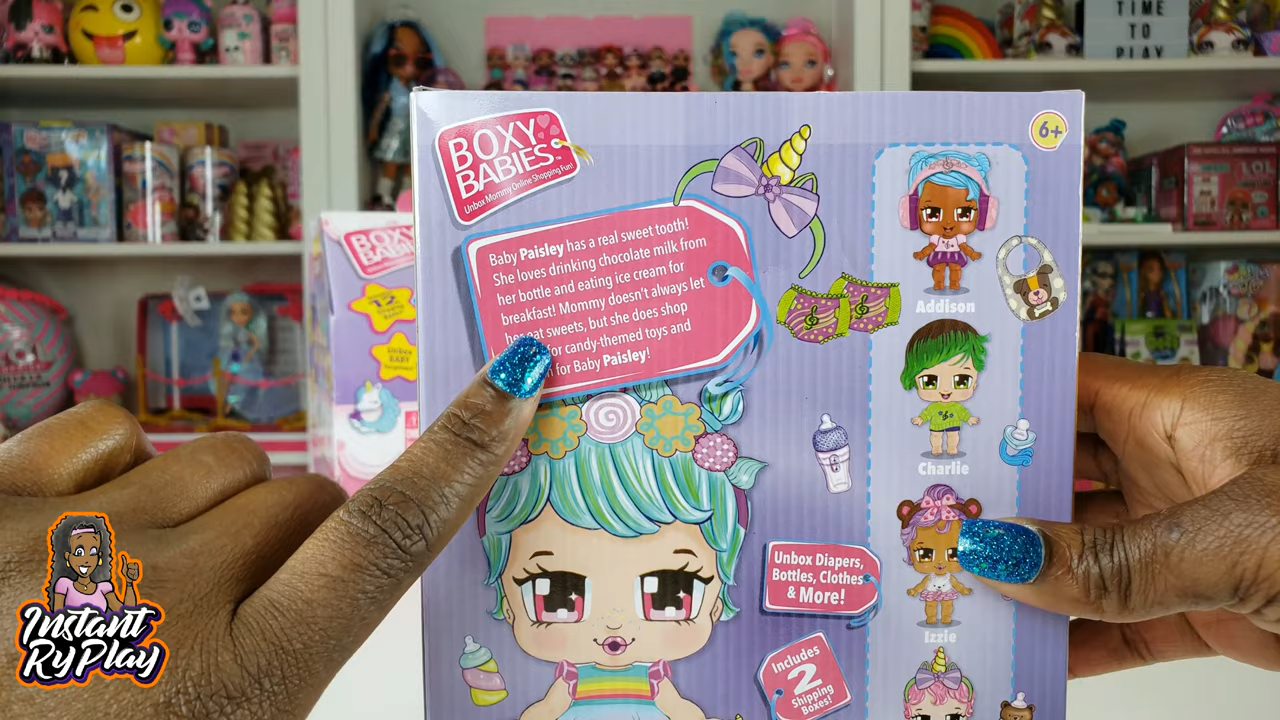 TIME
TO
PLAY
BOXY
BABIES™
Unbox Mommy Online Shopping Fun!
6+
Baby Paisley has a real sweet tooth!
She loves drinking chocolate milk from
her bottle and eating ice cream for
breakfast! Mommy doesn't always let
her eat sweets, but she does shop
for candy-themed toys and
for Baby Paisley!
Addison
Charlie
Izzie
Unbox Diapers,
Bottles, Clothes
& More!
Includes
2
Shipping
Boxes!
BOXY
12
Instant
RyPlay